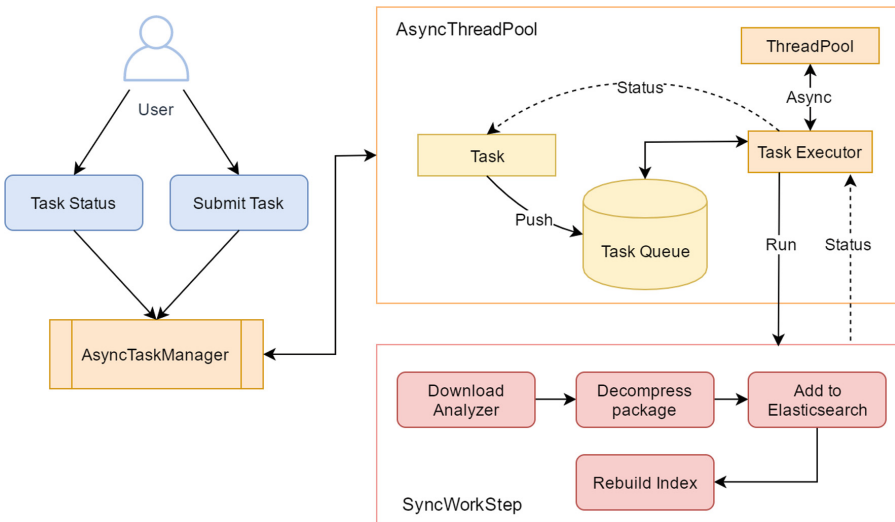 User
Task Status
Submit Task
AsyncTaskManager
AsyncThreadPool
ThreadPool
Status
Async
Task
Task Executor
Push
Task Queue
Run
Status
Download
Analyzer
Decompress
package
Add to
Elasticsearch
Rebuild Index
SyncWorkStep